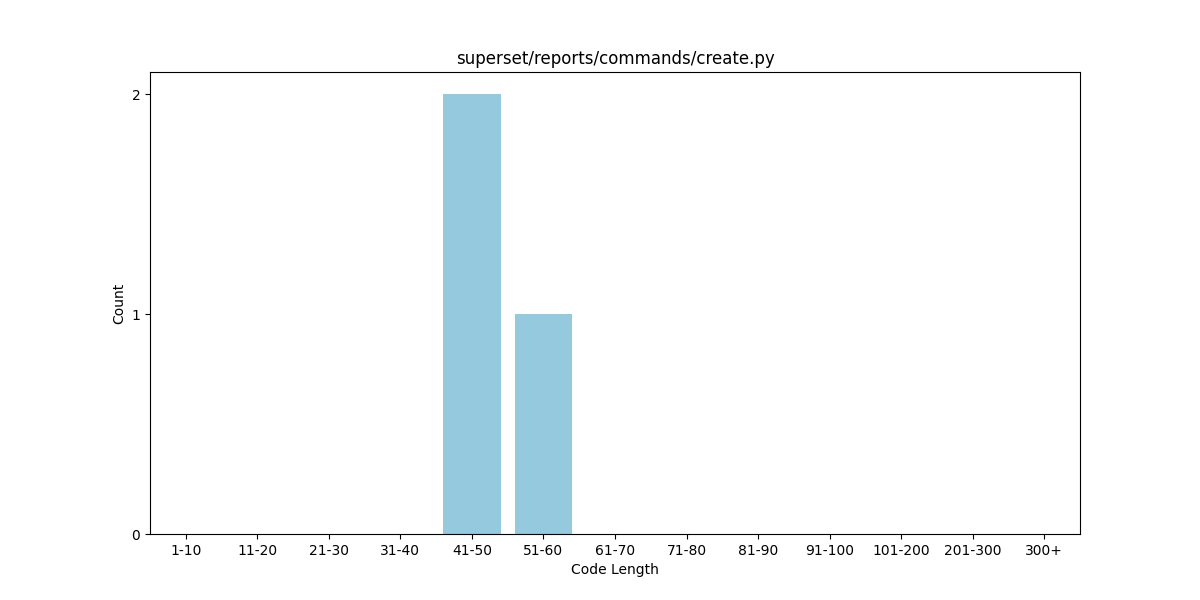 superset/reports/commands/create.py
2
1
0
Count
1-10 11-20 21-30 31-40 41-50 51-60 61-70 71-80 81-90 91-100 101-200 201-300 300+
Code Length